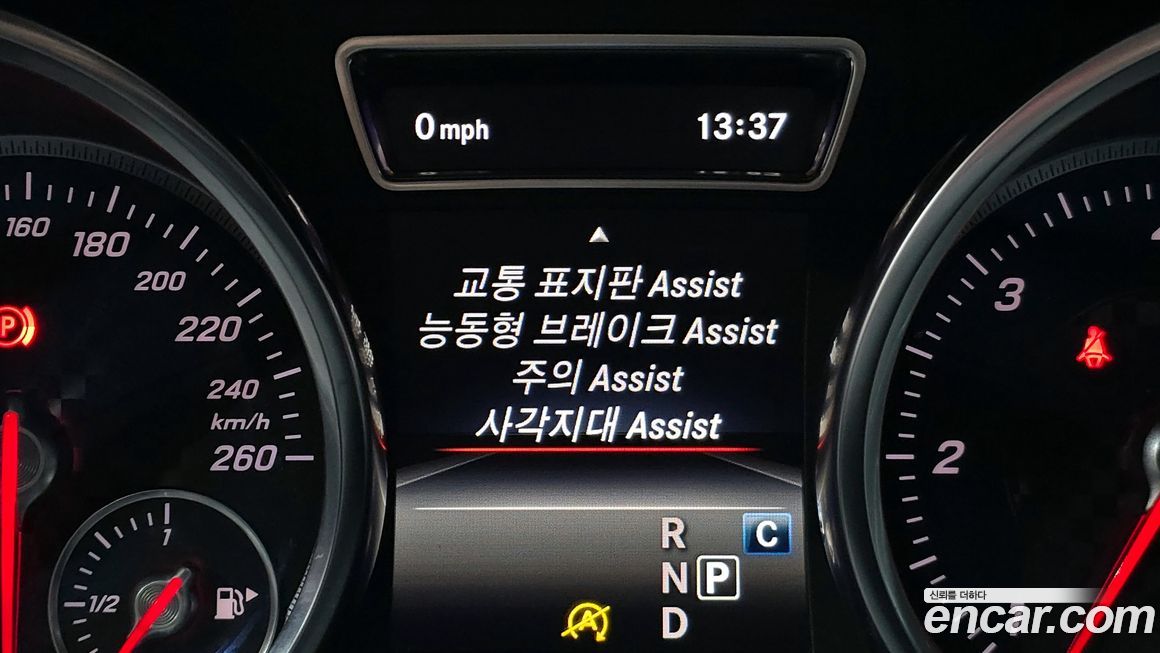 0 mph
13:37
교통 표지판 Assist
능동형 브레이크 Assist
주의 Assist
사각지대 Assist
160
180
200
220
240
km/h
260
P
1
1/2
R
C
N
P
D
A
3
2
1
신뢰를 더하다
encar.com